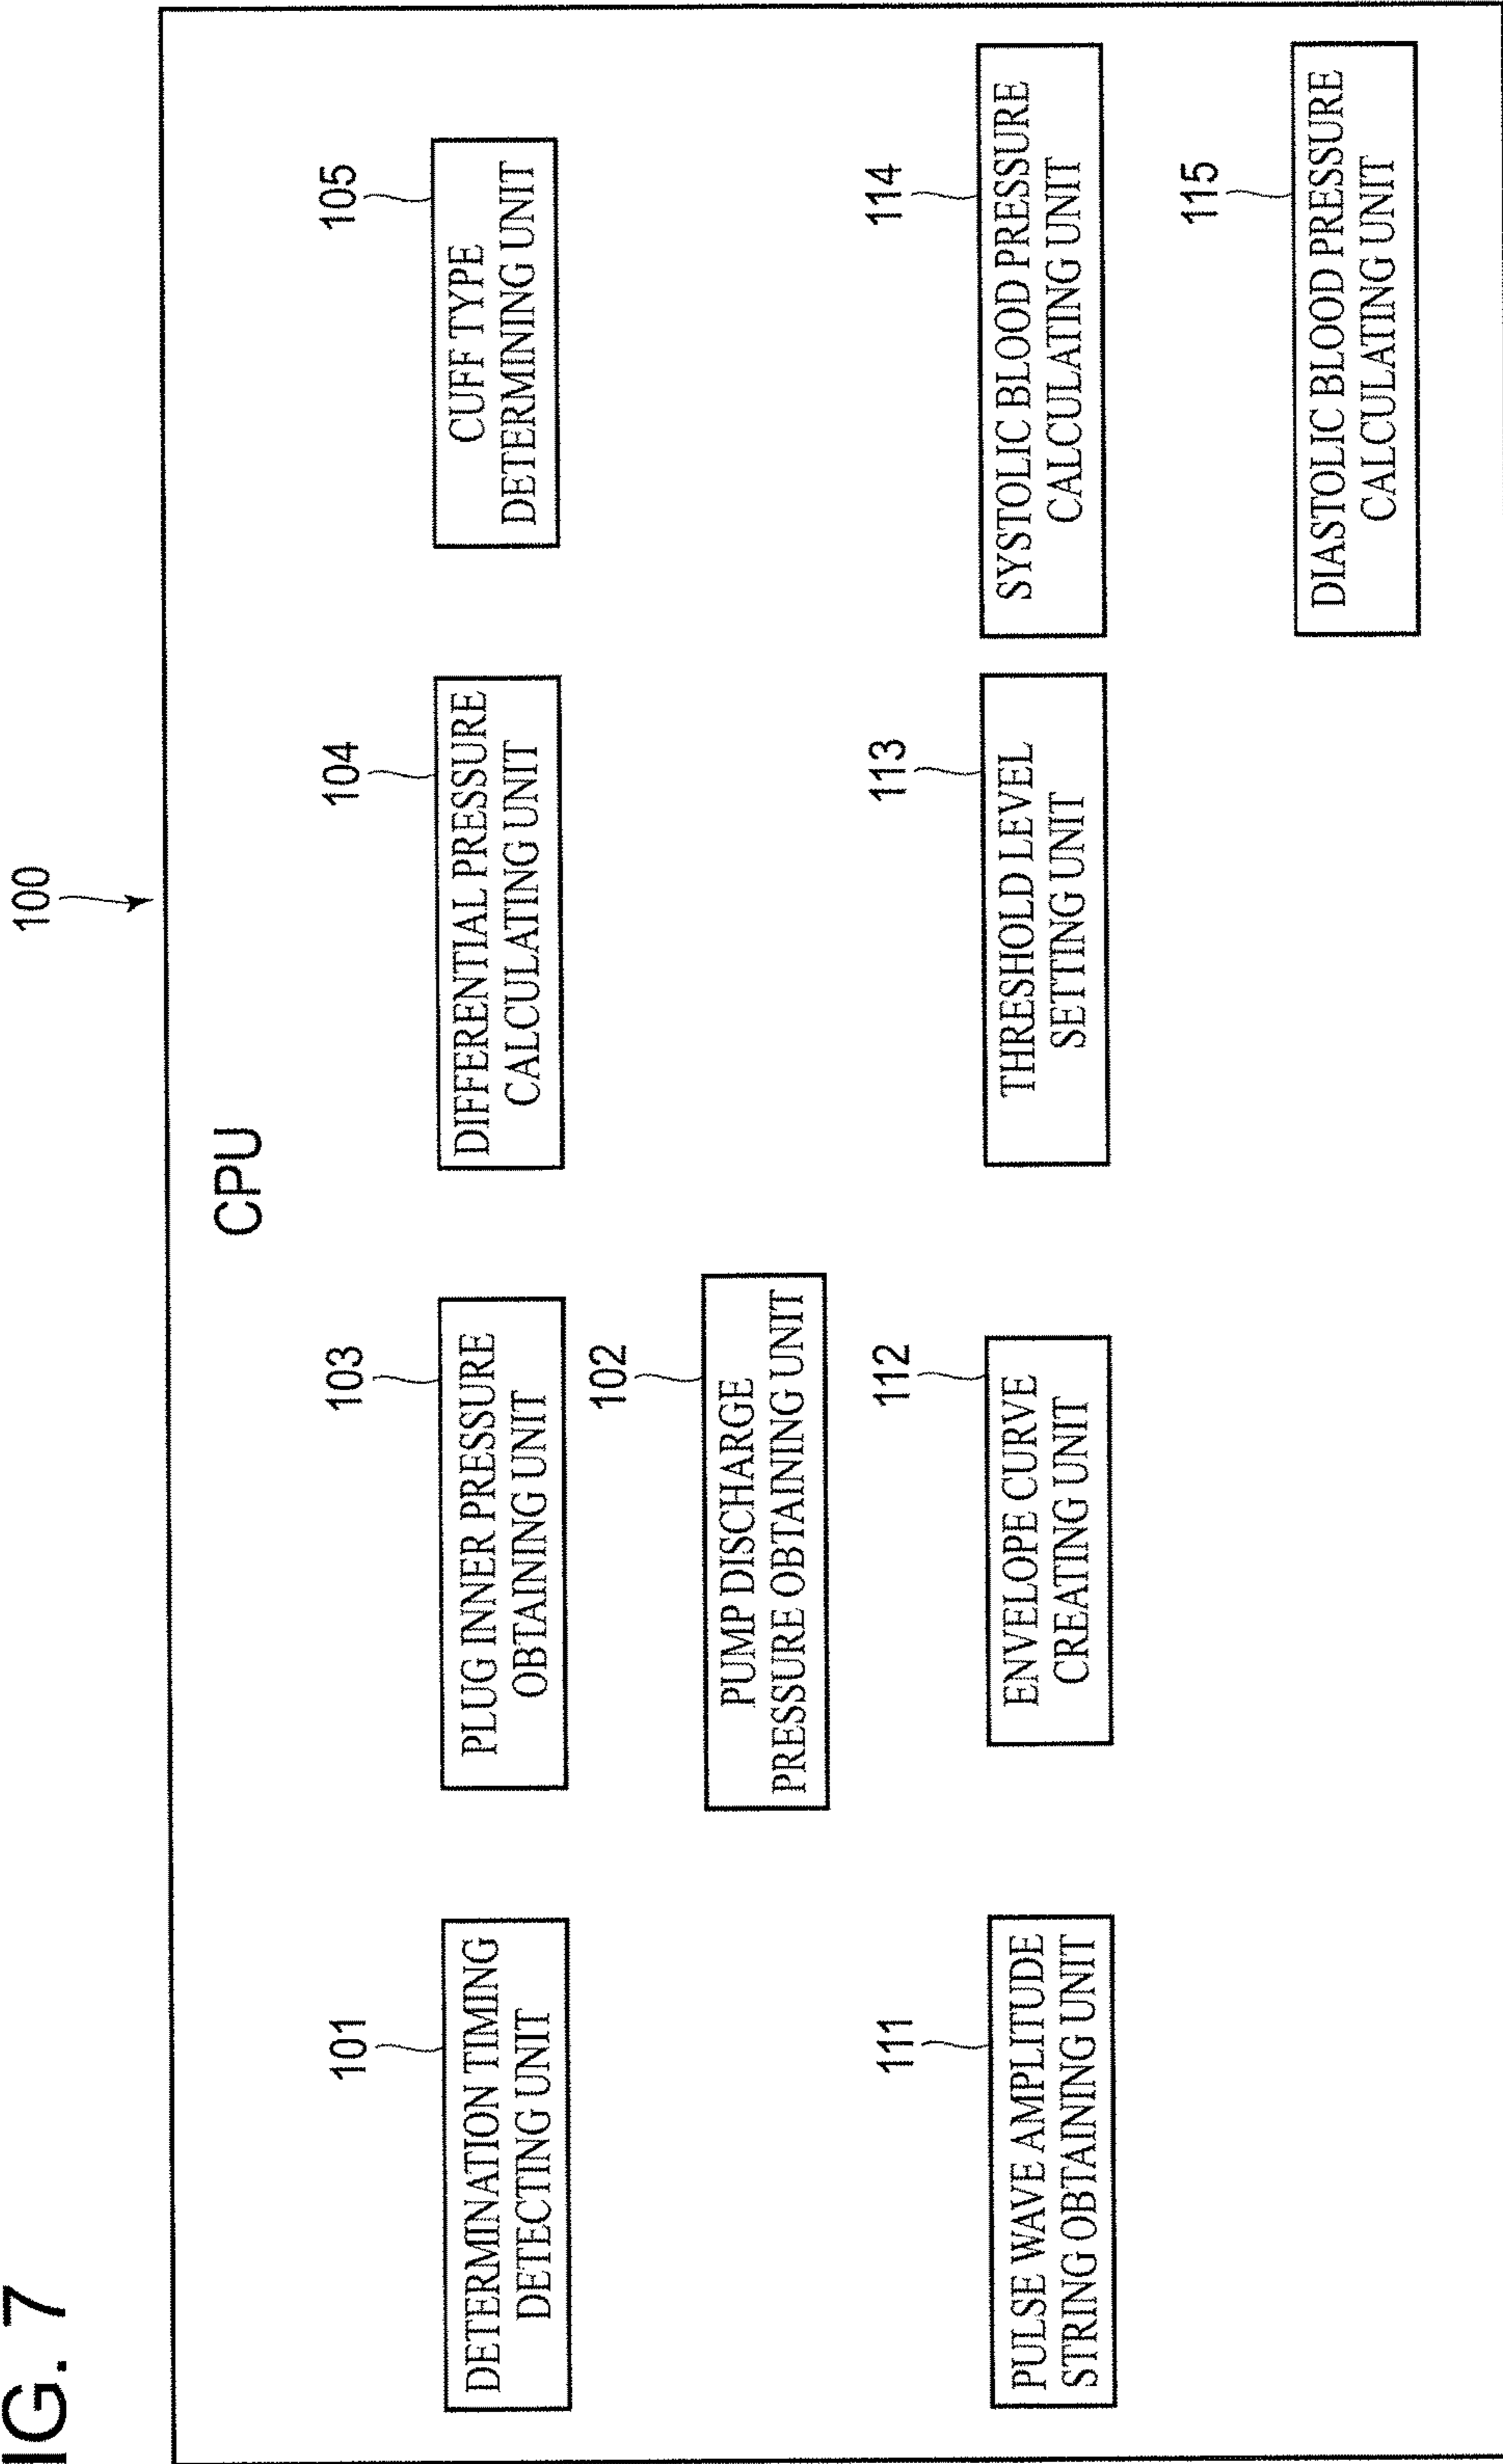 IG. 7
100
CPU
101
DETERMINATION TIMING
DETECTING UNIT
103
PLUG INNER PRESSURE
OBTAINING UNIT
104
DIFFERENTIAL PRESSURE
CALCULATING UNIT
105
CUFF TYPE
DETERMINING UNIT
102
PUMP DISCHARGE
PRESSURE OBTAINING UNIT
111
PULSE WAVE AMPLITUDE
STRING OBTAINING UNIT
112
ENVELOPE CURVE
CREATING UNIT
113
THRESHOLD LEVEL
SETTING UNIT
114
SYSTOLIC BLOOD PRESSURE
CALCULATING UNIT
115
DIASTOLIC BLOOD PRESSURE
CALCULATING UNIT